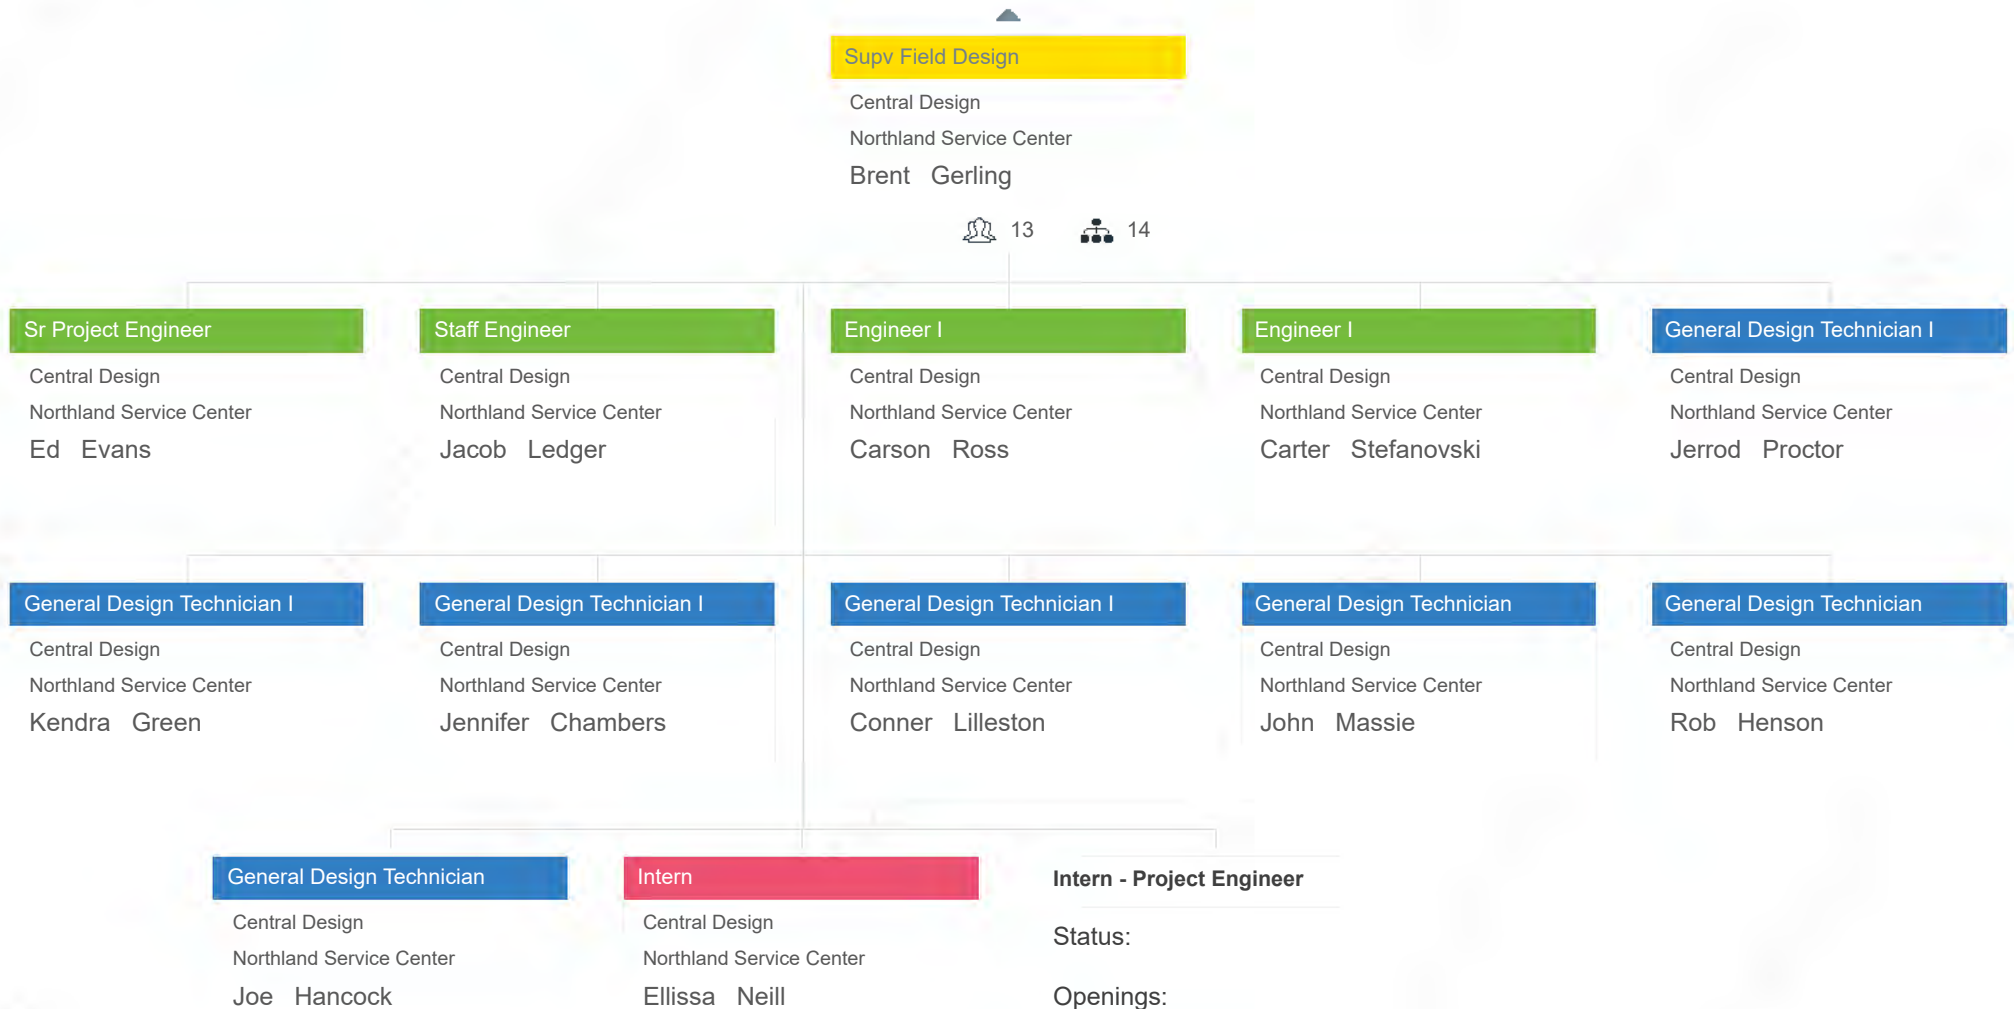 Supv Field Design
Central Design
Northland Service Center
Brent Gerling
13 14
Sr Project Engineer
Central Design
Northland Service Center
Ed Evans
Staff Engineer
Central Design
Northland Service Center
Jacob Ledger
Engineer I
Central Design
Northland Service Center
Carson Ross
Engineer I
Central Design
Northland Service Center
Carter Stefanovski
General Design Technician I
Central Design
Northland Service Center
Jerrod Proctor
General Design Technician I
Central Design
Northland Service Center
Kendra Green
General Design Technician I
Central Design
Northland Service Center
Jennifer Chambers
General Design Technician I
Central Design
Northland Service Center
Conner Lilleston
General Design Technician
Central Design
Northland Service Center
John Massie
General Design Technician
Central Design
Northland Service Center
Rob Henson
General Design Technician
Central Design
Northland Service Center
Joe Hancock
Intern
Central Design
Northland Service Center
Ellissa Neill
Intern - Project Engineer
Status:
Openings: